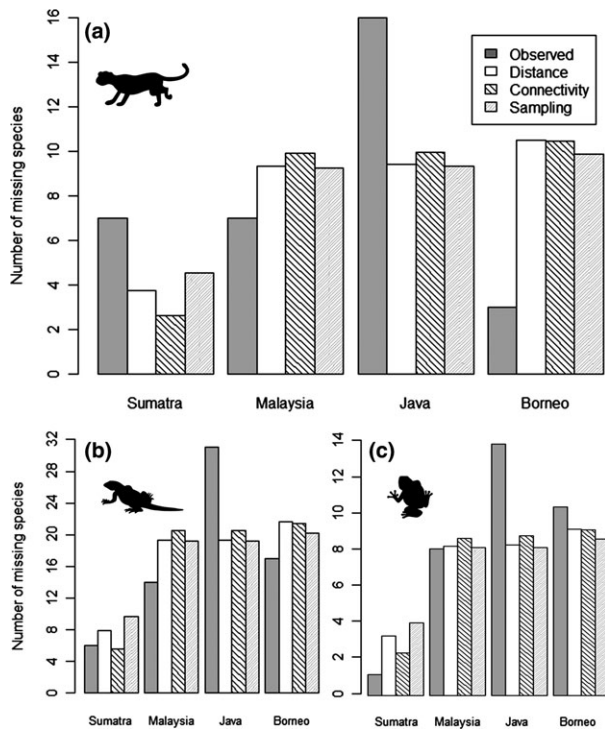 (a)
Number of missing species
16
14
12
10
8
6
4
2
0
Observed
Distance
Connectivity
Sampling
Sumatra Malaysia Java Borneo
(b)
Number of missing species
32
28
24
20
16
12
8
4
0
Sumatra Malaysia Java Borneo
(c)
14
12
10
8
6
4
2
0
Sumatra Malaysia Java Borneo